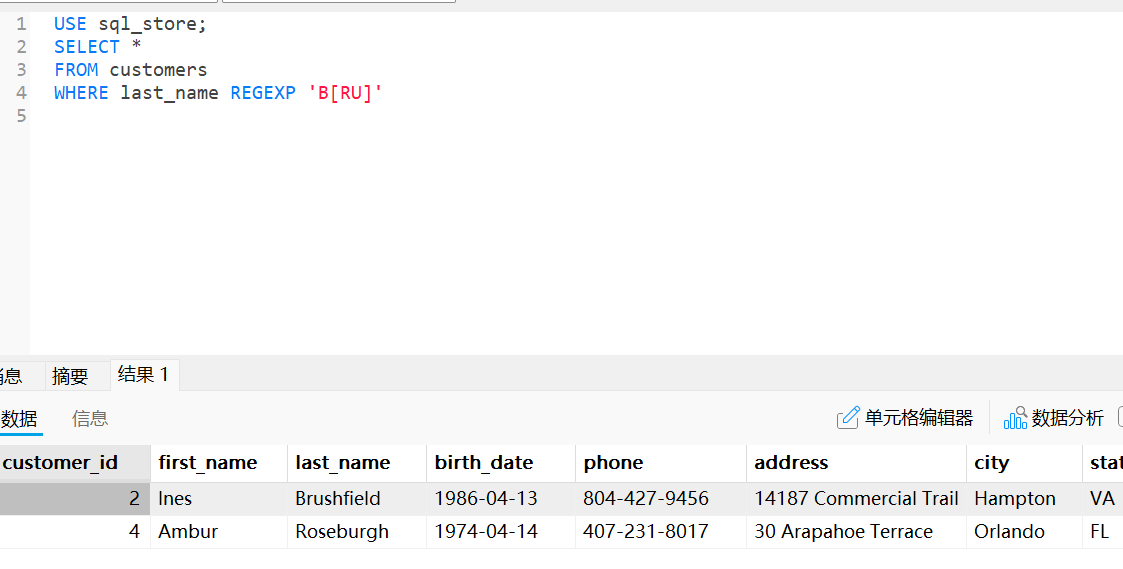 1 USE sql_store;
2 SELECT *
3 FROM customers
4 WHERE last_name REGEXP 'B[RU]'
5
息 摘要 结果 1
数据 信息 单元格编辑器 数据分析
customer_id first_name last_name birth_date phone address city stat
2 Ines Brushfield 1986-04-13 804-427-9456 14187 Commercial Trail Hampton VA
4 Ambur Roseburgh 1974-04-14 407-231-8017 30 Arapahoe Terrace Orlando FL